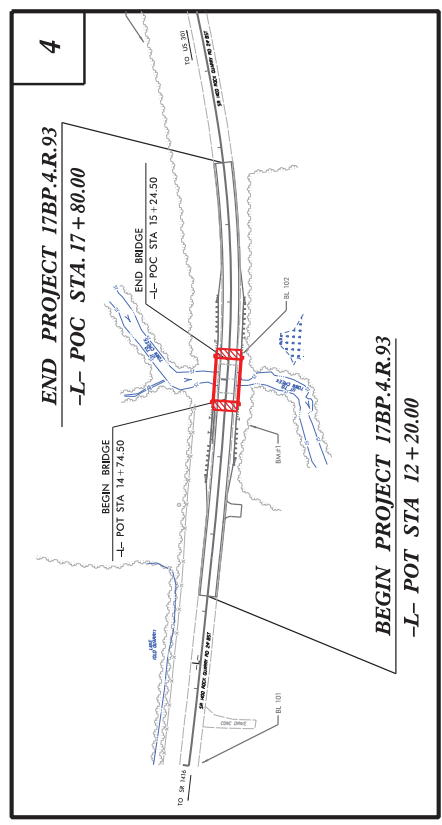 4
END PROJECT 17BP.4.R.93
-L- POC STA. 17+80.00
TO US 301
END BRIDGE
-L- POC STA 15+24.50
BL 102
BEGIN BRIDGE
-L- POT STA 14+74.50
BM#1
BEGIN PROJECT 17BP.4.R.93
-L- POT STA 12+20.00
-L-
CONC
BL 101
TO SR 1416